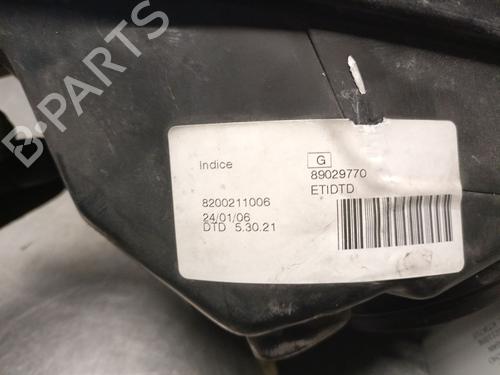 B-PARTS
Indice
G
89029770
8200211006
ETIDTD
24/01/06
DTD 5.30.21